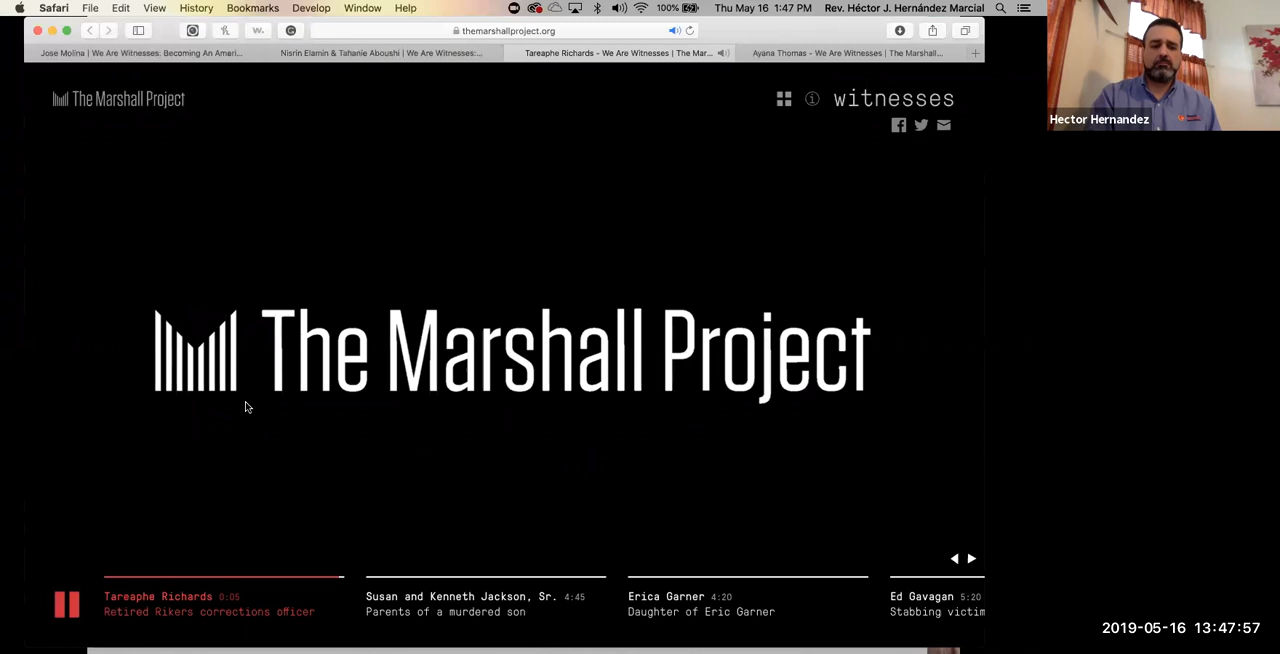 Safari File Edit View History Bookmarks Develop Window Help 100% Thu May 16 1:47 PM Rev. Héctor J. Hernández Marcial
themarshallproject.org
Jose Molina | We Are Witnesses: Becoming An Ameri... Nisrin Elamin & Tahanie Aboushi | We Are Witnesses:... Tareaphe Richards - We Are Witnesses | The Mar... Ayana Thomas - We Are Witnesses | The Marshall...
The Marshall Project
witnesses
Hector Hernandez
The Marshall Project
Tareaphe Richards 0:05
Retired Rikers corrections officer
Susan and Kenneth Jackson, Sr. 4:45
Parents of a murdered son
Erica Garner 4:20
Daughter of Eric Garner
Ed Gavagan 5:20
Stabbing victim
2019-05-16 13:47:57